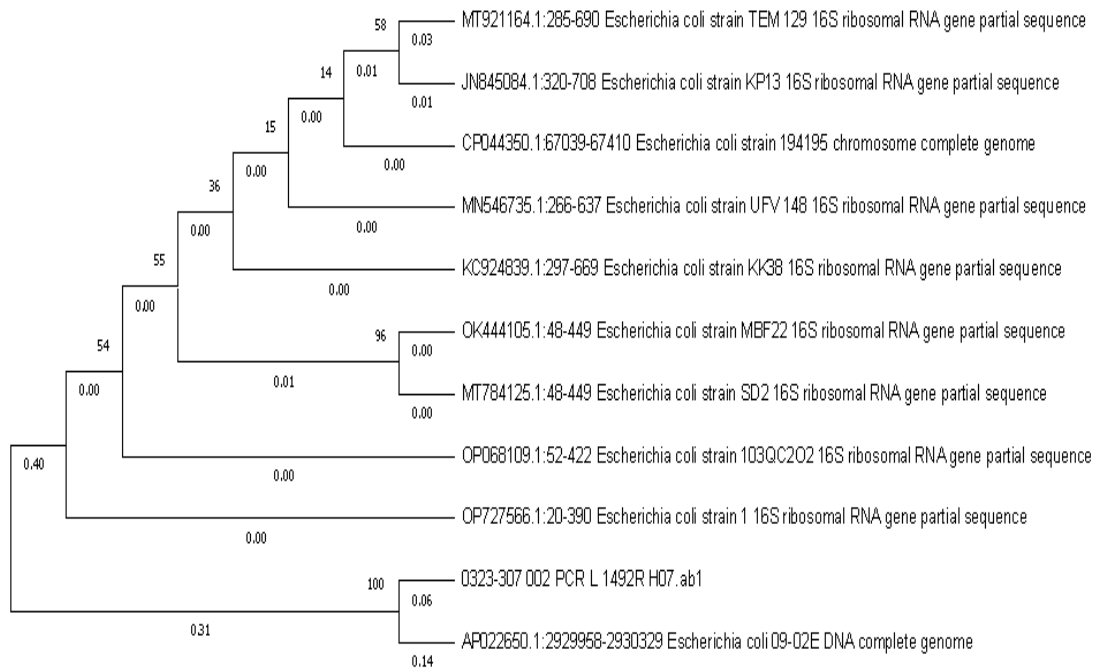 MT921164.1:285-690 Escherichia coli strain TEM 129 16S ribosomal RNA gene partial sequence
58
0.03
14
0.01
JN845084.1:320-708 Escherichia coli strain KP13 16S ribosomal RNA gene partial sequence
0.01
15
0.00
CP044350.1:67039-67410 Escherichia coli strain 194195 chromosome complete genome
0.00
36
0.00
MN546735.1:266-637 Escherichia coli strain UFV 148 16S ribosomal RNA gene partial sequence
0.00
55
0.00
KC924839.1:297-669 Escherichia coli strain KK38 16S ribosomal RNA gene partial sequence
0.00
0.00
OK444105.1:48-449 Escherichia coli strain MBF22 16S ribosomal RNA gene partial sequence
96
0.00
54
0.01
0.00
MT784125.1:48-449 Escherichia coli strain SD2 16S ribosomal RNA gene partial sequence
0.00
OP068109.1:52-422 Escherichia coli strain 103QC2O2 16S ribosomal RNA gene partial sequence
0.40
0.00
OP727566.1:20-390 Escherichia coli strain 1 16S ribosomal RNA gene partial sequence
0.00
0323-307 002 PCR L 1492R H07.ab1
100
0.06
0.31
AP022650.1:2929958-2930329 Escherichia coli 09-02E DNA complete genome
0.14